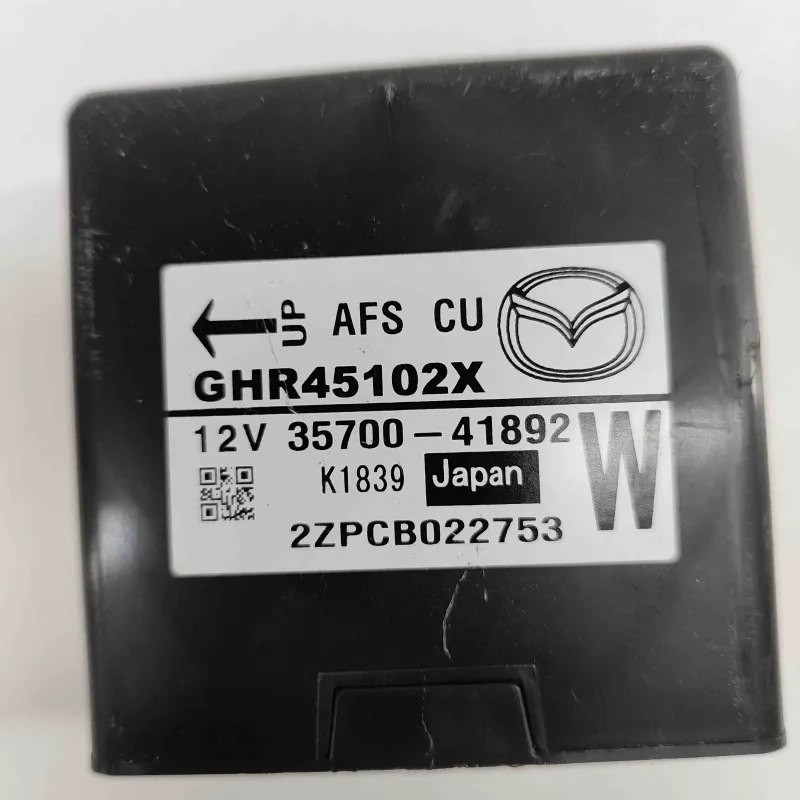 UP AFS CU
GHR45102X
12V 35700-41892
K1839 Japan W
2ZPCB022753